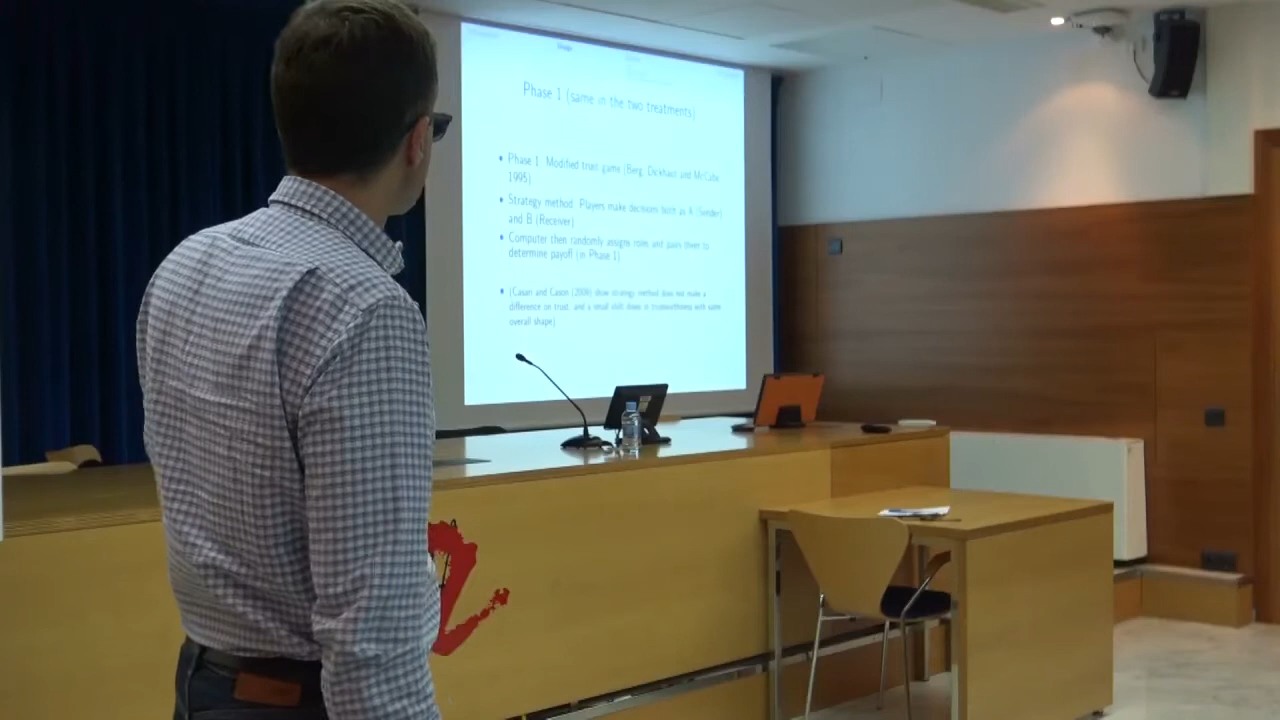 Phase 1 (same in the two treatments)
• Phase 1: Modified trust game (Berg, Dickhaut and McCabe
1995)
• Strategy method: Players make decisions both as A (Sender)
and B (Receiver)
• Computer then randomly assigns roles and pairs them to
determine payoff (in Phase 1)
• (Casari and Cason (2009) show strategy method does not make a
difference on trust, and a small shift down in trustworthiness with same
overall shape)